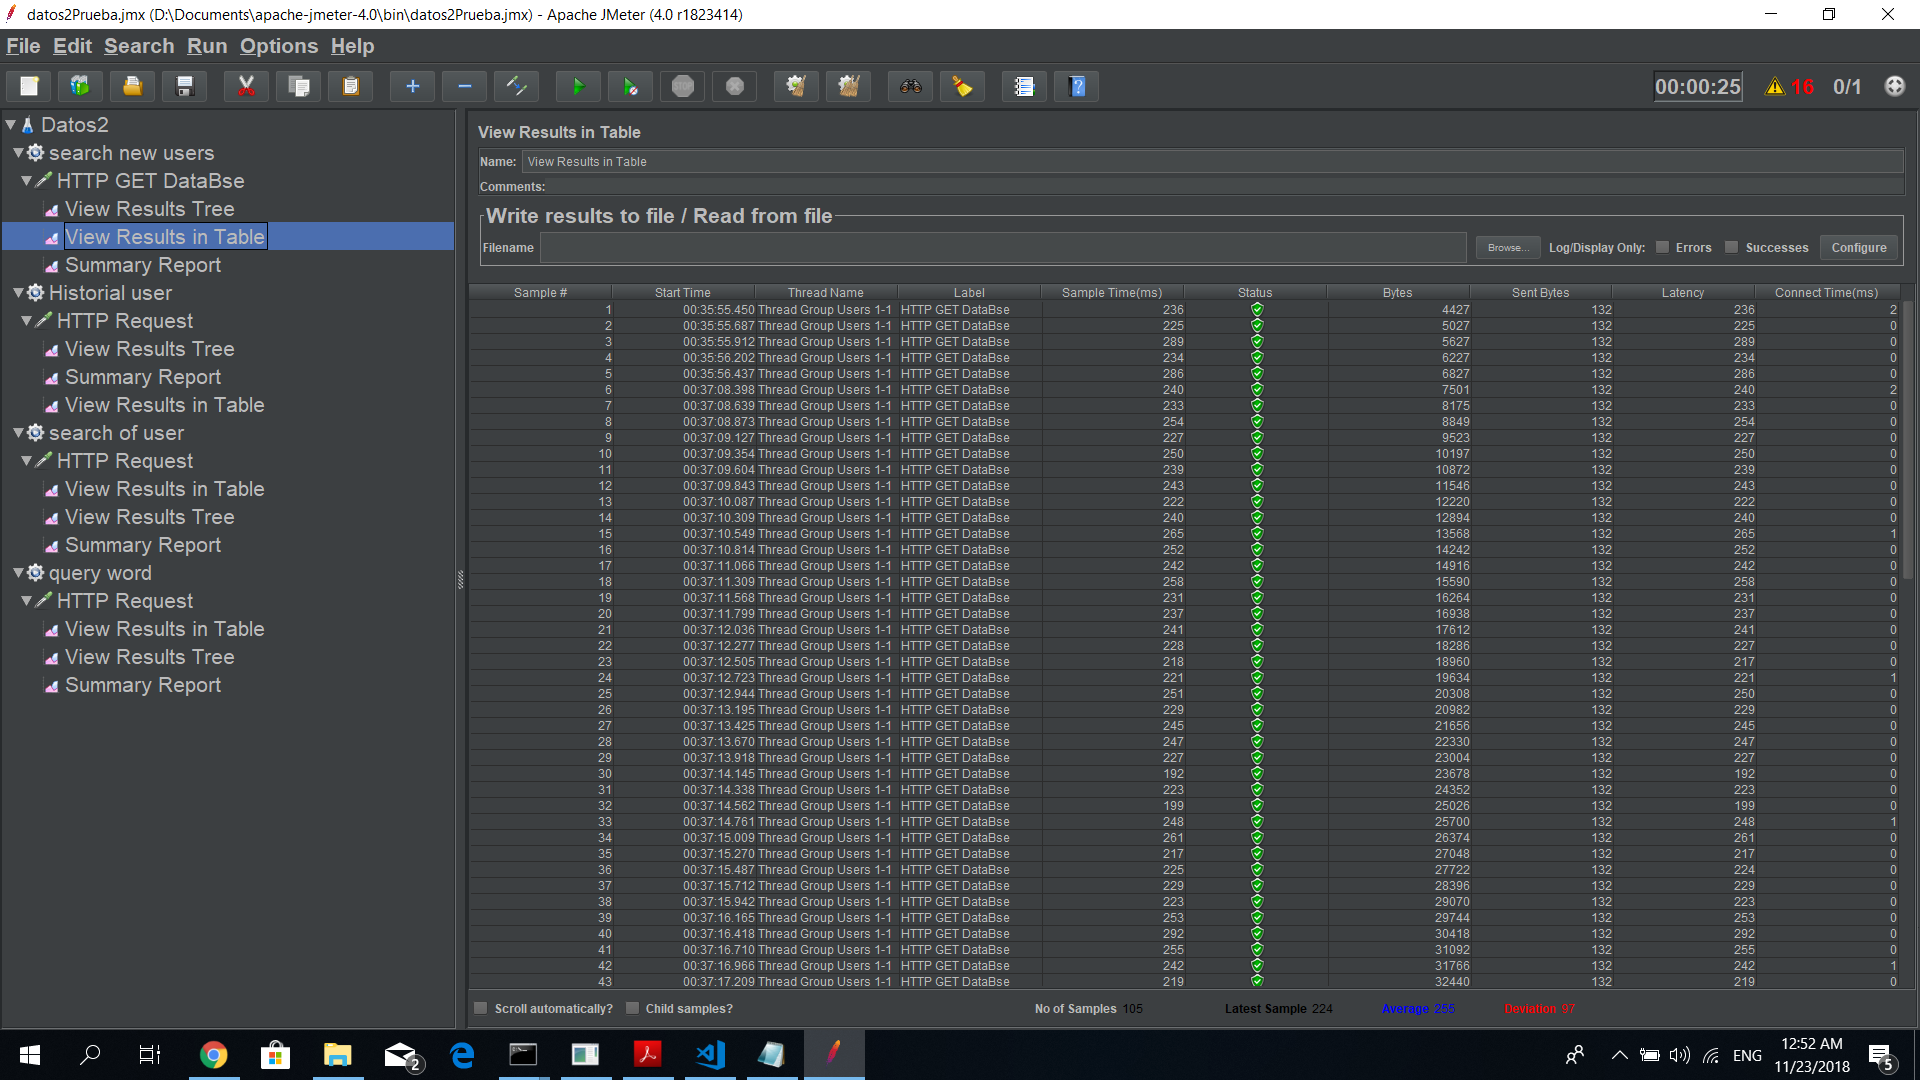 datos2Prueba.jmx (D:\Documents\apache-jmeter-4.0\bin\datos2Prueba.jmx) - Apache JMeter (4.0 r1823414)
File Edit Search Run Options Help
STOP 00:00:25 16 0/1
Datos2
search new users
HTTP GET DataBse
View Results Tree
View Results in Table
Summary Report
Historial user
HTTP Request
View Results Tree
Summary Report
View Results in Table
search of user
HTTP Request
View Results in Table
View Results Tree
Summary Report
query word
HTTP Request
View Results in Table
View Results Tree
Summary Report
View Results in Table
Name: View Results in Table
Comments:
Write results to file / Read from file
Filename Browse... Log/Display Only: Errors Successes Configure
Sample # Start Time Thread Name Label Sample Time(ms) Status Bytes Sent Bytes Latency Connect Time(ms)
1 00:35:55.450 Thread Group Users 1-1 HTTP GET DataBse 236 4427 132 236 2
2 00:35:55.687 Thread Group Users 1-1 HTTP GET DataBse 225 5027 132 225 0
3 00:35:55.912 Thread Group Users 1-1 HTTP GET DataBse 289 5627 132 289 0
4 00:35:56.202 Thread Group Users 1-1 HTTP GET DataBse 234 6227 132 234 0
5 00:35:56.437 Thread Group Users 1-1 HTTP GET DataBse 286 6827 132 286 0
6 00:37:08.398 Thread Group Users 1-1 HTTP GET DataBse 240 7501 132 240 2
7 00:37:08.639 Thread Group Users 1-1 HTTP GET DataBse 233 8175 132 233 0
8 00:37:08.873 Thread Group Users 1-1 HTTP GET DataBse 254 8849 132 254 0
9 00:37:09.127 Thread Group Users 1-1 HTTP GET DataBse 227 9523 132 227 0
10 00:37:09.354 Thread Group Users 1-1 HTTP GET DataBse 250 10197 132 250 0
11 00:37:09.604 Thread Group Users 1-1 HTTP GET DataBse 239 10872 132 239 0
12 00:37:09.843 Thread Group Users 1-1 HTTP GET DataBse 243 11546 132 243 0
13 00:37:10.087 Thread Group Users 1-1 HTTP GET DataBse 222 12220 132 222 0
14 00:37:10.309 Thread Group Users 1-1 HTTP GET DataBse 240 12894 132 240 0
15 00:37:10.549 Thread Group Users 1-1 HTTP GET DataBse 265 13568 132 265 1
16 00:37:10.814 Thread Group Users 1-1 HTTP GET DataBse 252 14242 132 252 0
17 00:37:11.066 Thread Group Users 1-1 HTTP GET DataBse 242 14916 132 242 0
18 00:37:11.309 Thread Group Users 1-1 HTTP GET DataBse 258 15590 132 258 0
19 00:37:11.568 Thread Group Users 1-1 HTTP GET DataBse 231 16264 132 231 0
20 00:37:11.799 Thread Group Users 1-1 HTTP GET DataBse 237 16938 132 237 0
21 00:37:12.036 Thread Group Users 1-1 HTTP GET DataBse 241 17612 132 241 0
22 00:37:12.277 Thread Group Users 1-1 HTTP GET DataBse 228 18286 132 227 0
23 00:37:12.505 Thread Group Users 1-1 HTTP GET DataBse 218 18960 132 217 0
24 00:37:12.723 Thread Group Users 1-1 HTTP GET DataBse 221 19634 132 221 1
25 00:37:12.944 Thread Group Users 1-1 HTTP GET DataBse 251 20308 132 250 0
26 00:37:13.195 Thread Group Users 1-1 HTTP GET DataBse 229 20982 132 229 0
27 00:37:13.425 Thread Group Users 1-1 HTTP GET DataBse 245 21656 132 245 0
28 00:37:13.670 Thread Group Users 1-1 HTTP GET DataBse 247 22330 132 247 0
29 00:37:13.918 Thread Group Users 1-1 HTTP GET DataBse 227 23004 132 227 0
30 00:37:14.145 Thread Group Users 1-1 HTTP GET DataBse 192 23678 132 192 0
31 00:37:14.338 Thread Group Users 1-1 HTTP GET DataBse 223 24352 132 223 0
32 00:37:14.562 Thread Group Users 1-1 HTTP GET DataBse 199 25026 132 199 0
33 00:37:14.761 Thread Group Users 1-1 HTTP GET DataBse 248 25700 132 248 1
34 00:37:15.009 Thread Group Users 1-1 HTTP GET DataBse 261 26374 132 261 0
35 00:37:15.270 Thread Group Users 1-1 HTTP GET DataBse 217 27048 132 217 0
36 00:37:15.487 Thread Group Users 1-1 HTTP GET DataBse 225 27722 132 224 0
37 00:37:15.712 Thread Group Users 1-1 HTTP GET DataBse 229 28396 132 229 0
38 00:37:15.942 Thread Group Users 1-1 HTTP GET DataBse 223 29070 132 223 0
39 00:37:16.165 Thread Group Users 1-1 HTTP GET DataBse 253 29744 132 253 0
40 00:37:16.418 Thread Group Users 1-1 HTTP GET DataBse 292 30418 132 292 0
41 00:37:16.710 Thread Group Users 1-1 HTTP GET DataBse 255 31092 132 255 0
42 00:37:16.966 Thread Group Users 1-1 HTTP GET DataBse 242 31766 132 242 1
43 00:37:17.209 Thread Group Users 1-1 HTTP GET DataBse 219 32440 132 219 0
Scroll automatically? Child samples? No of Samples 105 Latest Sample 224 Average 255 Deviation 97
2 ENG 12:52 AM 5
11/23/2018